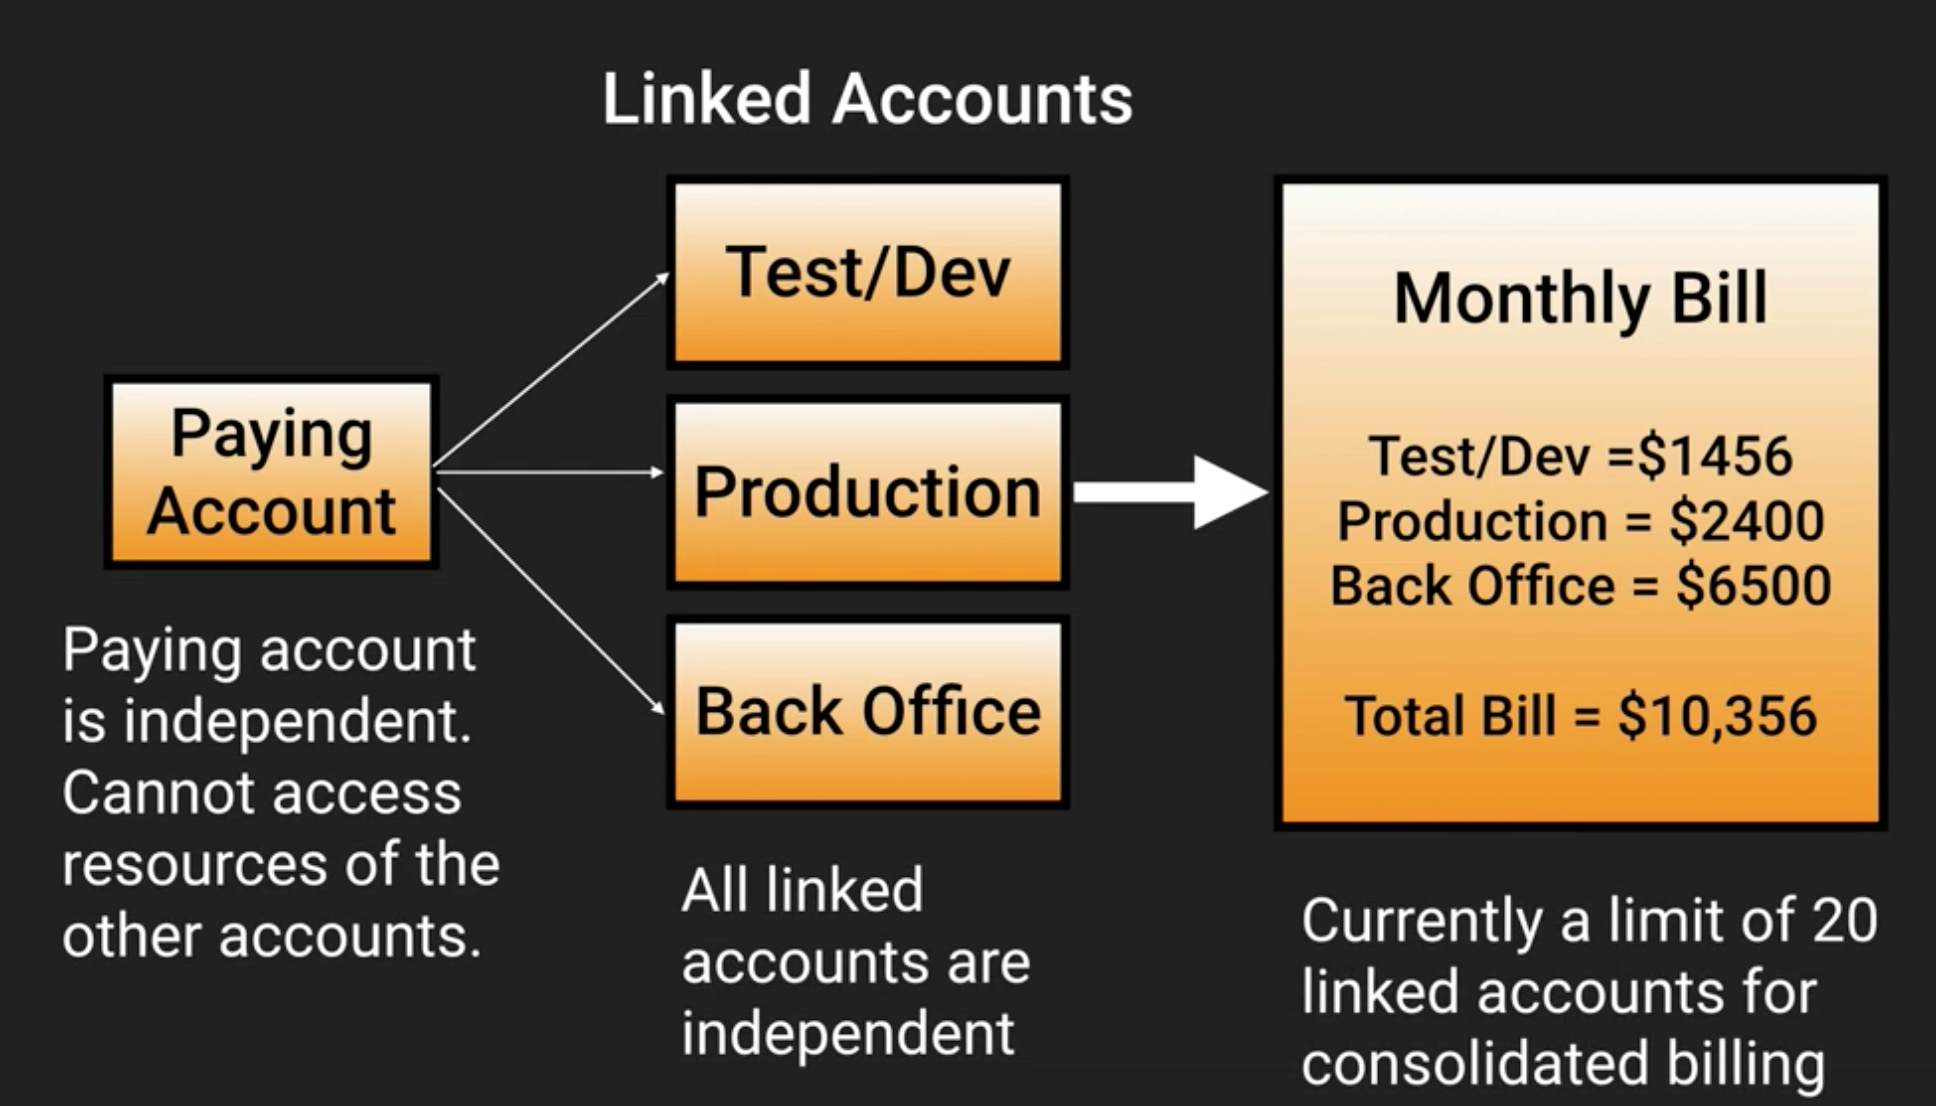 Linked Accounts
Paying
Account
Paying account
is independent.
Cannot access
resources of the
other accounts.
Test/Dev
Production
Back Office
All linked
accounts are
independent
Monthly Bill
Test/Dev =$1456
Production = $2400
Back Office = $6500
Total Bill = $10,356
Currently a limit of 20
linked accounts for
consolidated billing